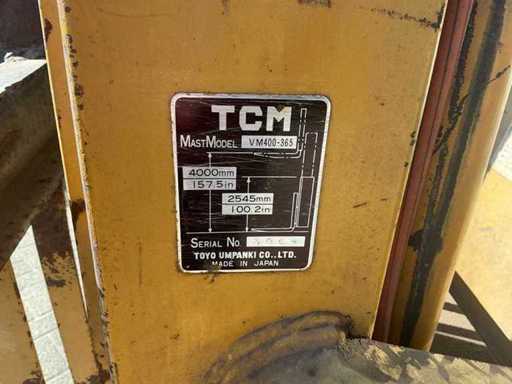 TCM
MASTMODEL VM400-365
4000mm
157.5in
2545mm
100.2in
SERIAL NO.
TOYO UMPANKI CO.,LTD.
MADE IN JAPAN